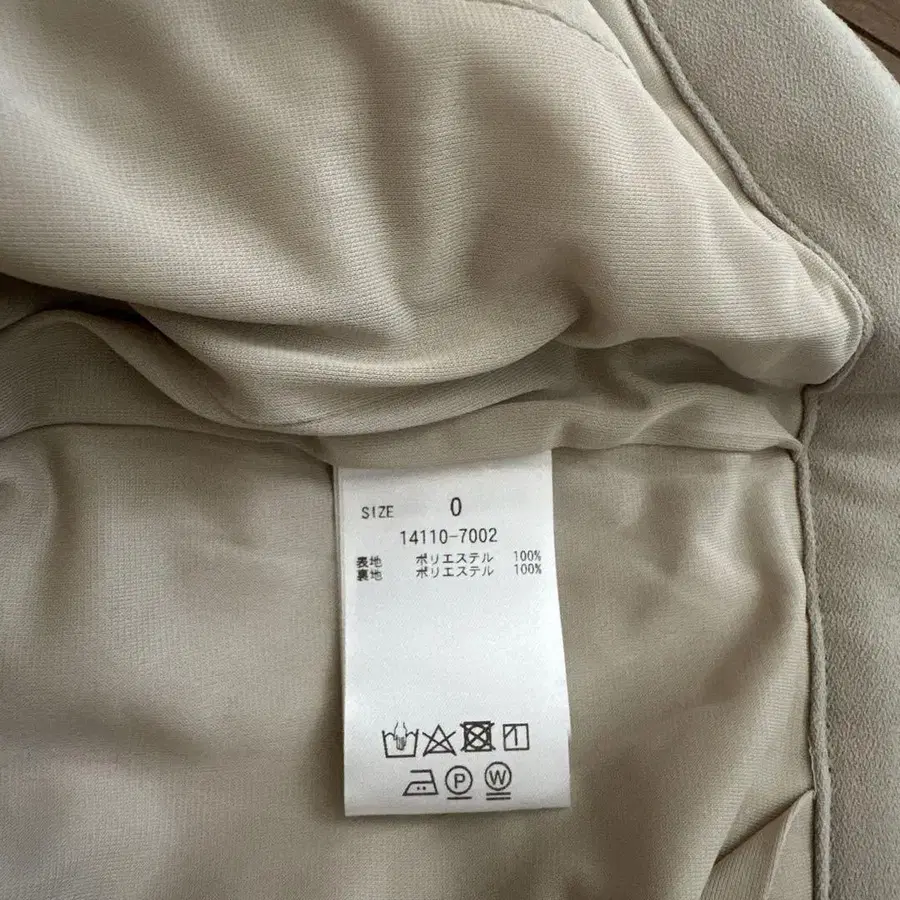 SIZE 0
14110-7002
表地 ポリエステル 100%
裏地 ポリエステル 100%
P W